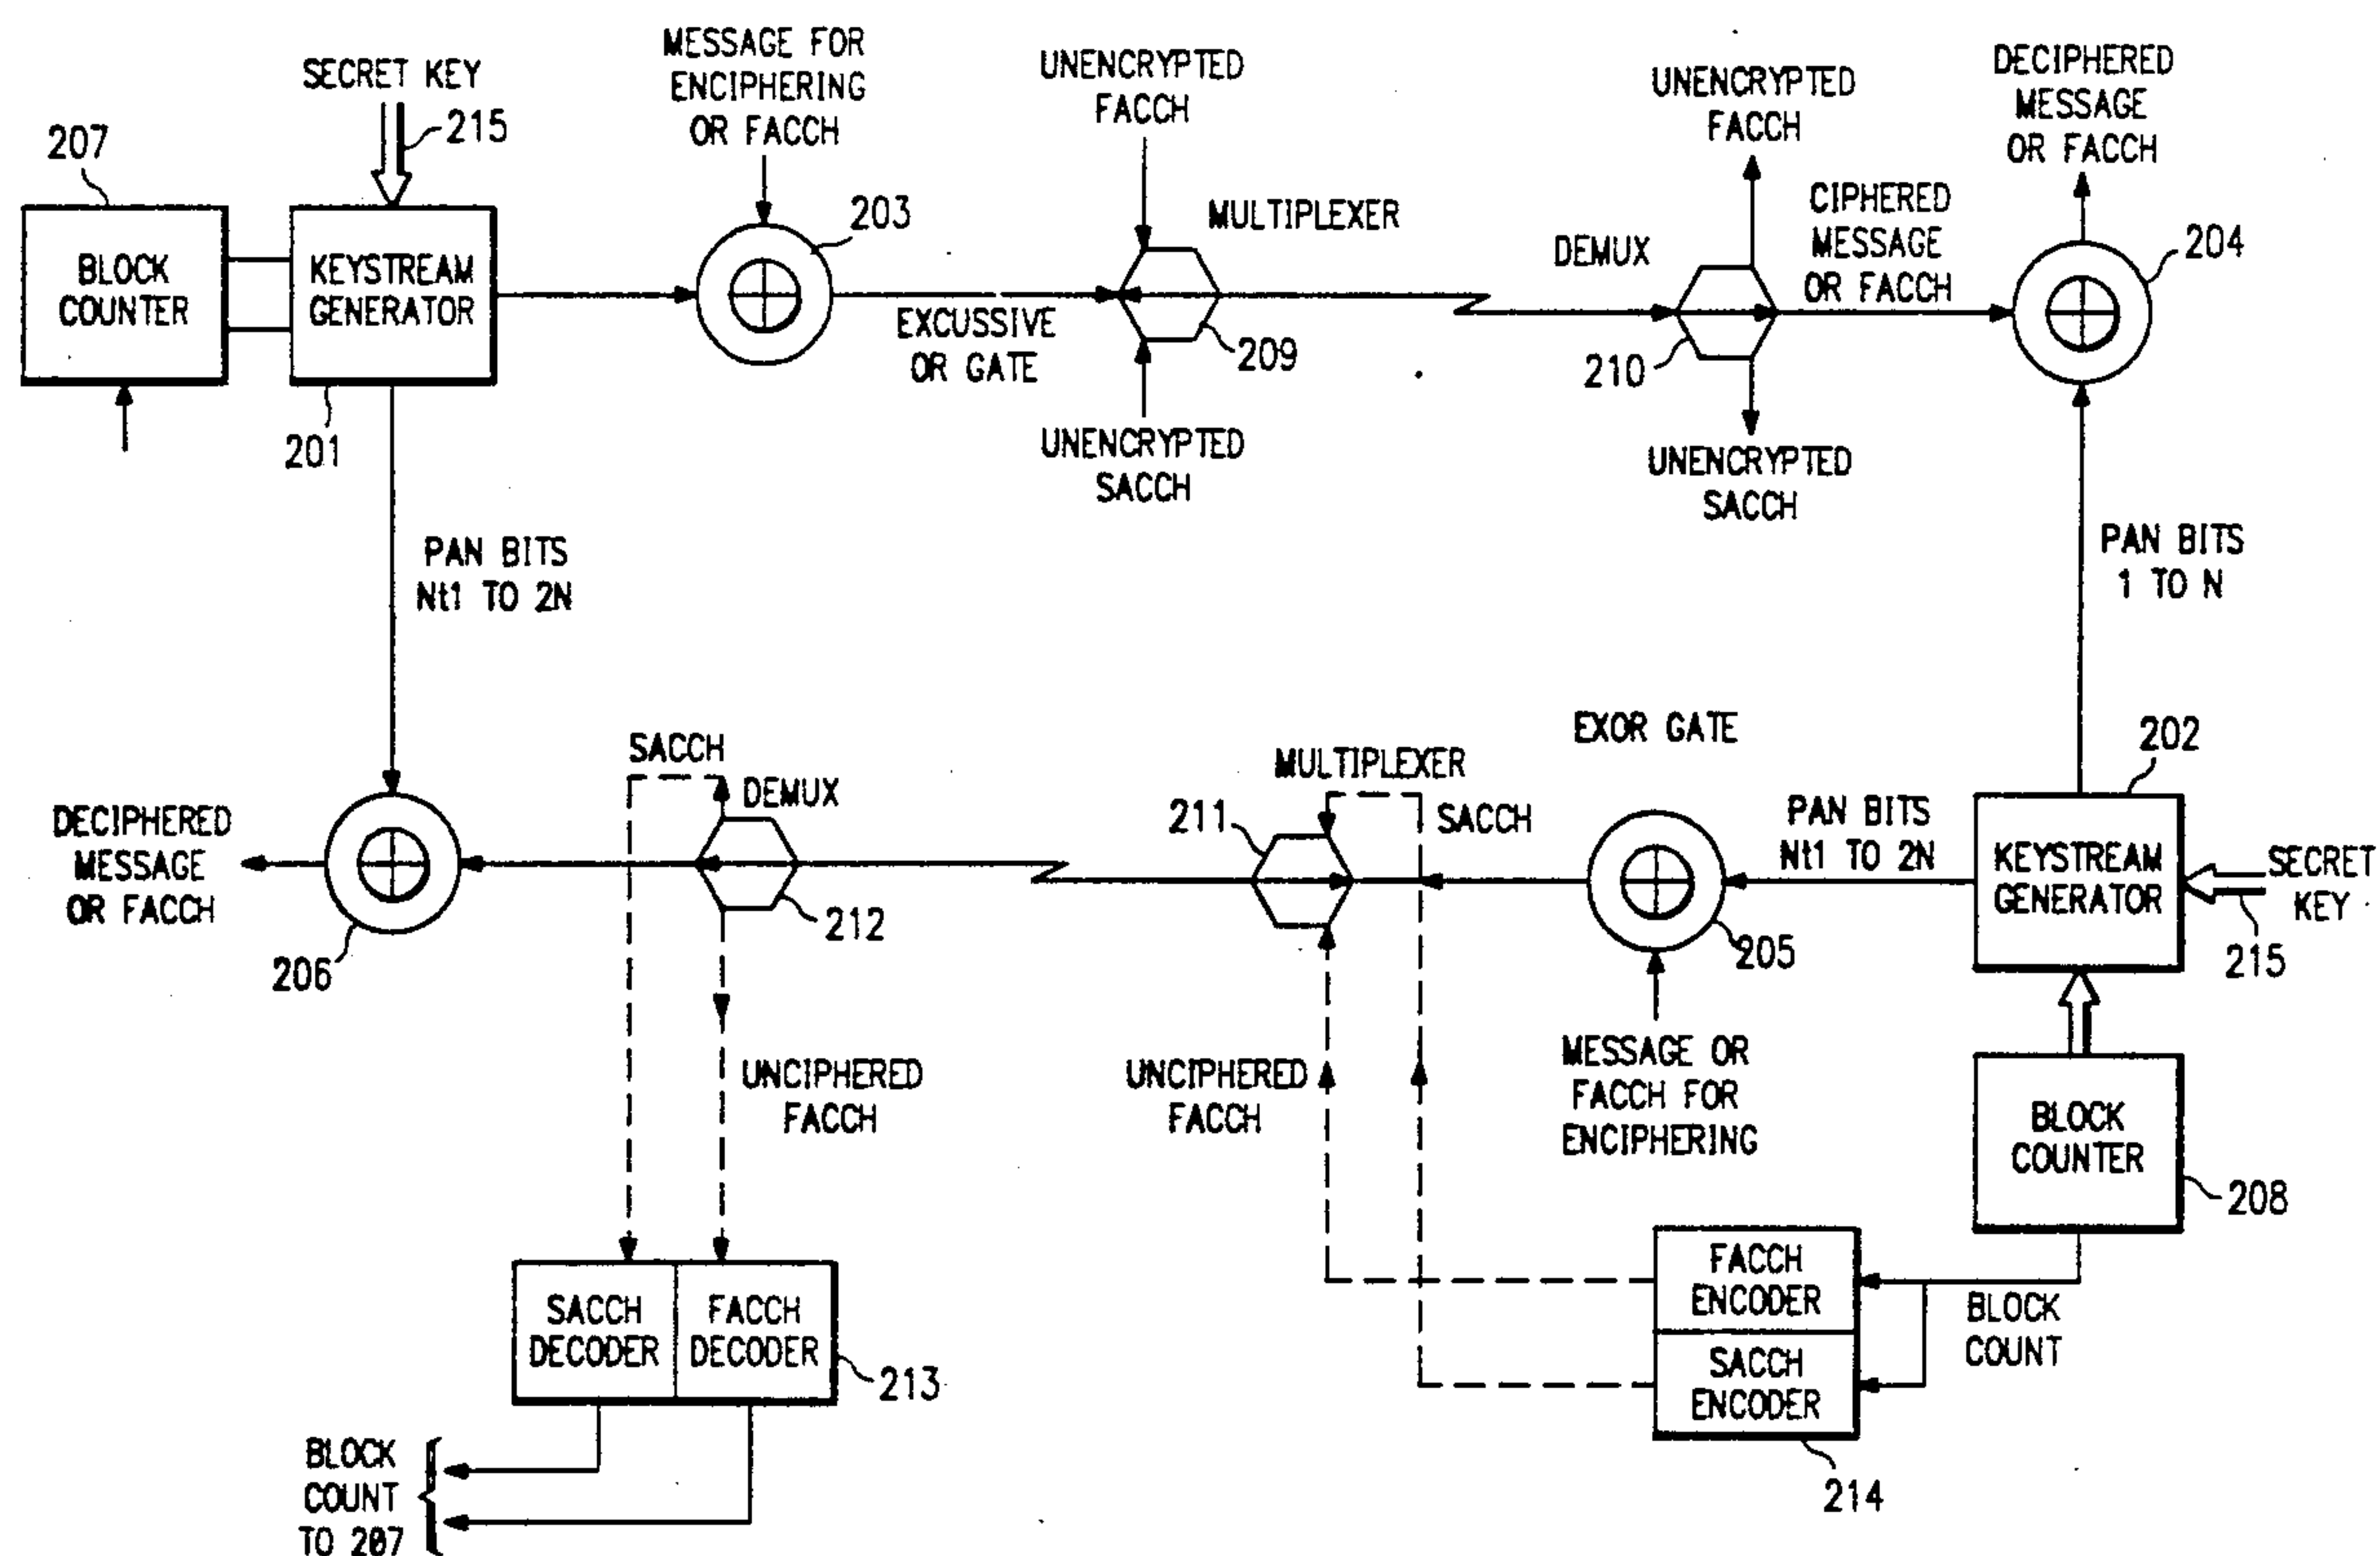 SECRET KEY
215
207
BLOCK
COUNTER
KEYSTREAM
GENERATOR
201
MESSAGE FOR
ENCIPHERING
OR FACCH
203
EXCUSSIVE
OR GATE
UNENCRYPTED
FACCH
MULTIPLEXER
209
UNENCRYPTED
SACCH
UNENCRYPTED
FACCH
DEMUX
210
UNENCRYPTED
SACCH
CIPHERED
MESSAGE
OR FACCH
DECIPHERED
MESSAGE
OR FACCH
204
PAN BITS
Nt1 TO 2N
PAN BITS
1 TO N
DECIPHERED
MESSAGE
OR FACCH
206
SACCH
DEMUX
212
UNCIPHERED
FACCH
MULTIPLEXER
211
SACCH
UNCIPHERED
FACCH
EXOR GATE
205
MESSAGE OR
FACCH FOR
ENCIPHERING
PAN BITS
Nt1 TO 2N
202
KEYSTREAM
GENERATOR
SECRET
KEY
215
BLOCK
COUNTER
208
SACCH
DECODER
FACCH
DECODER
213
FACCH
ENCODER
SACCH
ENCODER
214
BLOCK
COUNT
BLOCK
COUNT
TO 207